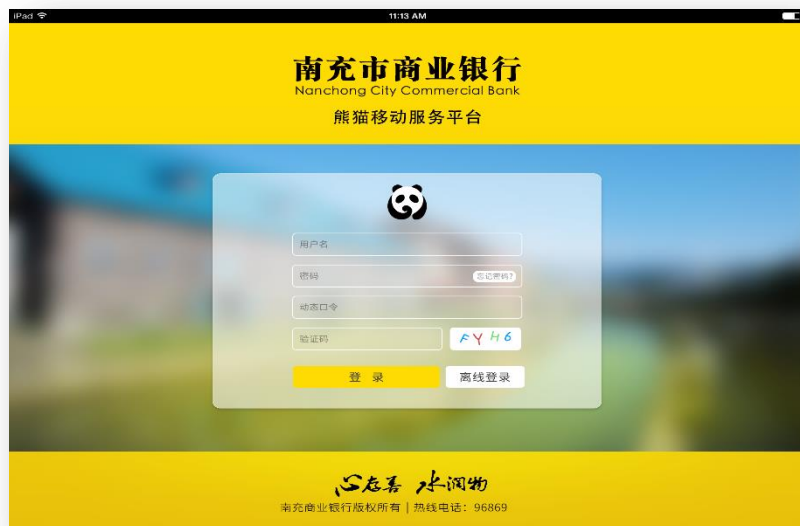 iPad
11:13 AM
南充市商业银行
Nanchong City Commercial Bank
熊猫移动服务平台
用户名
密码
忘记密码?
动态口令
验证码
FYH6
登 录
离线登录
心存善 水润物
南充商业银行版权所有 | 热线电话：96869